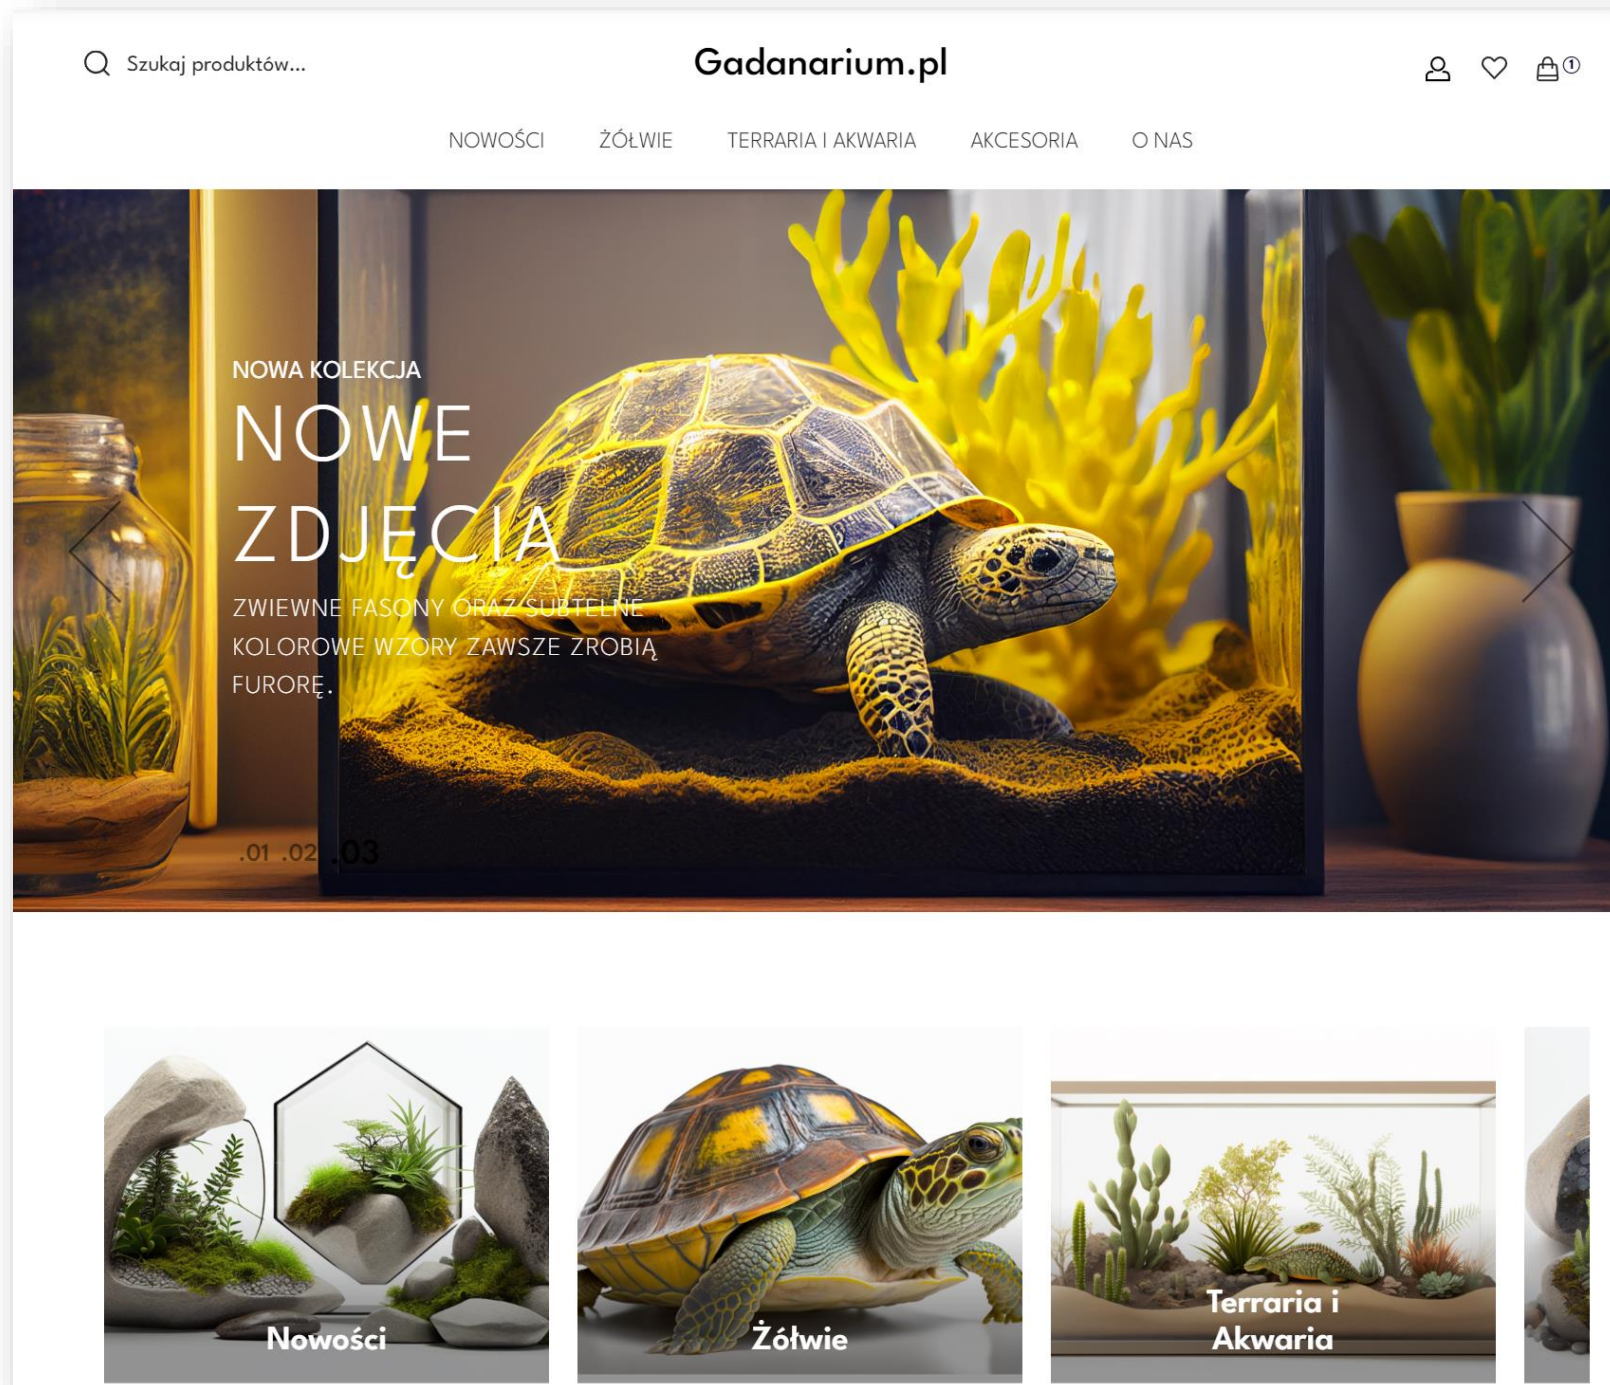 Szukaj produktów...
Gadanarium.pl
1
NOWOŚCI ŻÓŁWIE TERRARIA I AKWARIA AKCESORIA O NAS
NOWA KOLEKCJA
NOWE
ZDJĘCIA
ZWIEWNE FASONY ORAZ SUBTELNE
KOLOROWE WZORY ZAWSZE ZROBIĄ
FURORĘ.
.01 .02 .03
Nowości
Żółwie
Terraria i
Akwaria